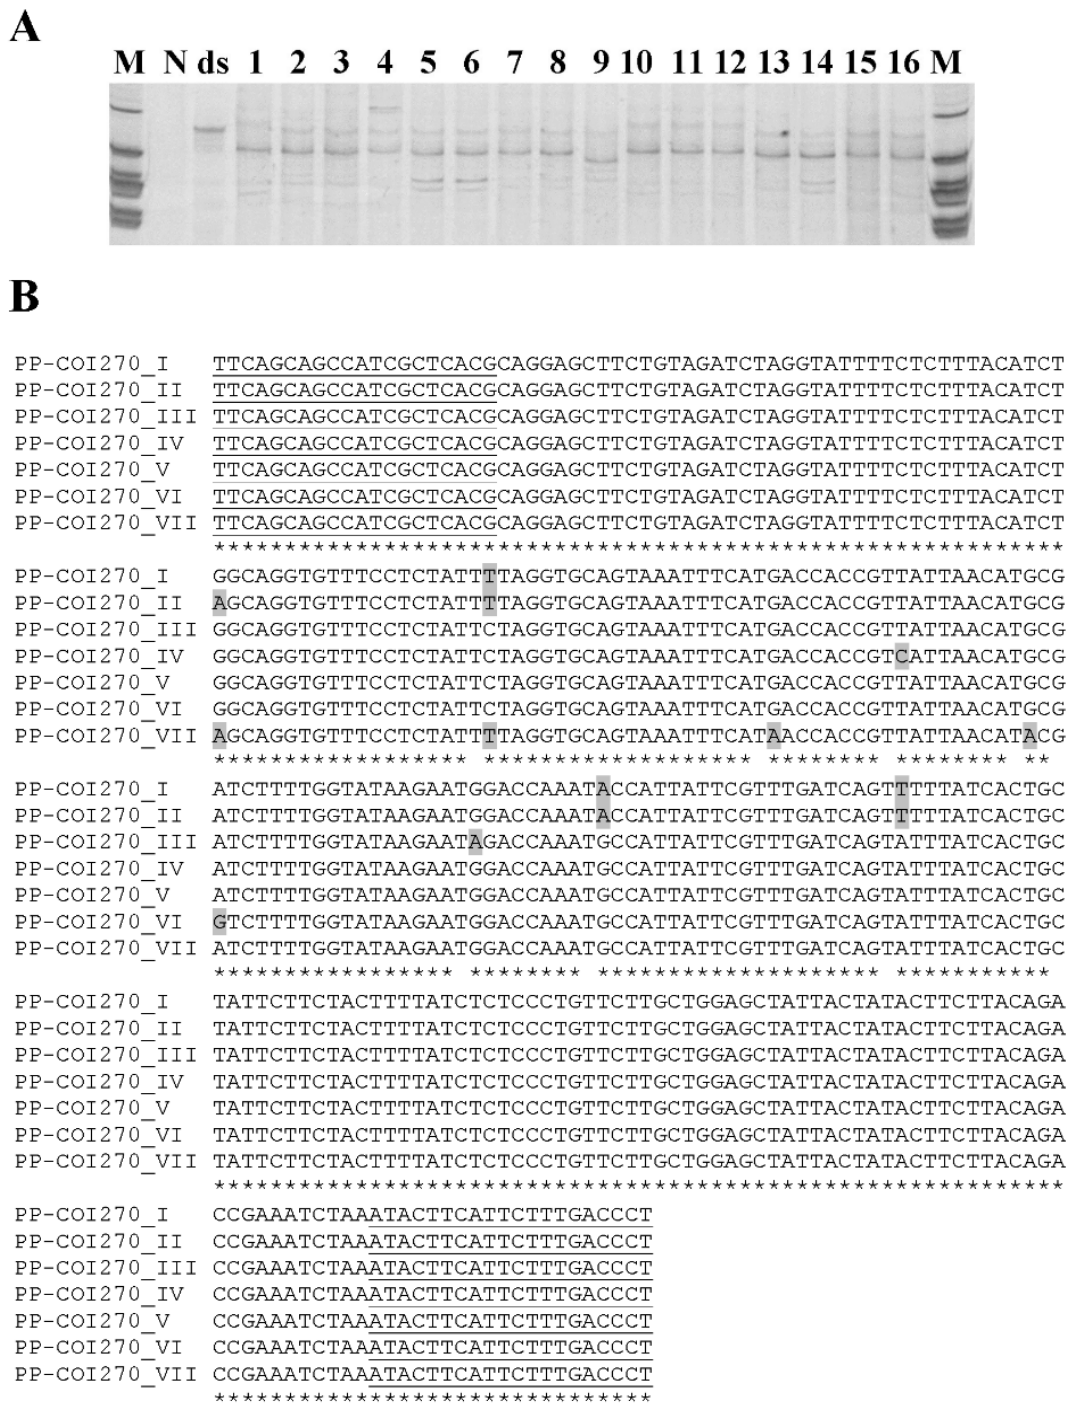 A
M N ds 1 2 3 4 5 6 7 8 9 10 11 12 13 14 15 16 M
B
PP-COI270_I TTCAGCAGCCATCGCTCACGCAGGAGCTTCTGTAGATCTAGGTATTTTCTCTTTACATCT
PP-COI270_II TTCAGCAGCCATCGCTCACGCAGGAGCTTCTGTAGATCTAGGTATTTTCTCTTTACATCT
PP-COI270_III TTCAGCAGCCATCGCTCACGCAGGAGCTTCTGTAGATCTAGGTATTTTCTCTTTACATCT
PP-COI270_IV TTCAGCAGCCATCGCTCACGCAGGAGCTTCTGTAGATCTAGGTATTTTCTCTTTACATCT
PP-COI270_V TTCAGCAGCCATCGCTCACGCAGGAGCTTCTGTAGATCTAGGTATTTTCTCTTTACATCT
PP-COI270_VI TTCAGCAGCCATCGCTCACGCAGGAGCTTCTGTAGATCTAGGTATTTTCTCTTTACATCT
PP-COI270_VII TTCAGCAGCCATCGCTCACGCAGGAGCTTCTGTAGATCTAGGTATTTTCTCTTTACATCT
************************************************************
PP-COI270_I GGCAGGTGTTTCCTCTATTTTAGGTGCAGTAAATTTCATGACCACCGTTATTAACATGCG
PP-COI270_II AGCAGGTGTTTCCTCTATTTTAGGTGCAGTAAATTTCATGACCACCGTTATTAACATGCG
PP-COI270_III GGCAGGTGTTTCCTCTATTCTAGGTGCAGTAAATTTCATGACCACCGTTATTAACATGCG
PP-COI270_IV GGCAGGTGTTTCCTCTATTCTAGGTGCAGTAAATTTCATGACCACCGTCATTAACATGCG
PP-COI270_V GGCAGGTGTTTCCTCTATTCTAGGTGCAGTAAATTTCATGACCACCGTTATTAACATGCG
PP-COI270_VI GGCAGGTGTTTCCTCTATTCTAGGTGCAGTAAATTTCATGACCACCGTTATTAACATGCG
PP-COI270_VII AGCAGGTGTTTCCTCTATTTTAGGTGCAGTAAATTTCATAACCACCGTTATTAACATACG
****************** ******************* ******** ******** **
PP-COI270_I ATCTTTTGGTATAAGAATGGACCAAATACCATTATTCGTTTGATCAGTTTTTATCACTGC
PP-COI270_II ATCTTTTGGTATAAGAATGGACCAAATACCATTATTCGTTTGATCAGTTTTTATCACTGC
PP-COI270_III ATCTTTTGGTATAAGAATAGACCAAATGCCATTATTCGTTTGATCAGTATTTATCACTGC
PP-COI270_IV ATCTTTTGGTATAAGAATGGACCAAATGCCATTATTCGTTTGATCAGTATTTATCACTGC
PP-COI270_V ATCTTTTGGTATAAGAATGGACCAAATGCCATTATTCGTTTGATCAGTATTTATCACTGC
PP-COI270_VI GTCTTTTGGTATAAGAATGGACCAAATGCCATTATTCGTTTGATCAGTATTTATCACTGC
PP-COI270_VII ATCTTTTGGTATAAGAATGGACCAAATGCCATTATTCGTTTGATCAGTATTTATCACTGC
***************** ******** ******************** ***********
PP-COI270_I TATTCTTCTACTTTTATCTCTCCCTGTTCTTGCTGGAGCTATTACTATACTTCTTACAGA
PP-COI270_II TATTCTTCTACTTTTATCTCTCCCTGTTCTTGCTGGAGCTATTACTATACTTCTTACAGA
PP-COI270_III TATTCTTCTACTTTTATCTCTCCCTGTTCTTGCTGGAGCTATTACTATACTTCTTACAGA
PP-COI270_IV TATTCTTCTACTTTTATCTCTCCCTGTTCTTGCTGGAGCTATTACTATACTTCTTACAGA
PP-COI270_V TATTCTTCTACTTTTATCTCTCCCTGTTCTTGCTGGAGCTATTACTATACTTCTTACAGA
PP-COI270_VI TATTCTTCTACTTTTATCTCTCCCTGTTCTTGCTGGAGCTATTACTATACTTCTTACAGA
PP-COI270_VII TATTCTTCTACTTTTATCTCTCCCTGTTCTTGCTGGAGCTATTACTATACTTCTTACAGA
************************************************************
PP-COI270_I CCGAAATCTAAATACTTCATTCTTTGACCCT
PP-COI270_II CCGAAATCTAAATACTTCATTCTTTGACCCT
PP-COI270_III CCGAAATCTAAATACTTCATTCTTTGACCCT
PP-COI270_IV CCGAAATCTAAATACTTCATTCTTTGACCCT
PP-COI270_V CCGAAATCTAAATACTTCATTCTTTGACCCT
PP-COI270_VI CCGAAATCTAAATACTTCATTCTTTGACCCT
PP-COI270_VII CCGAAATCTAAATACTTCATTCTTTGACCCT
*******************************